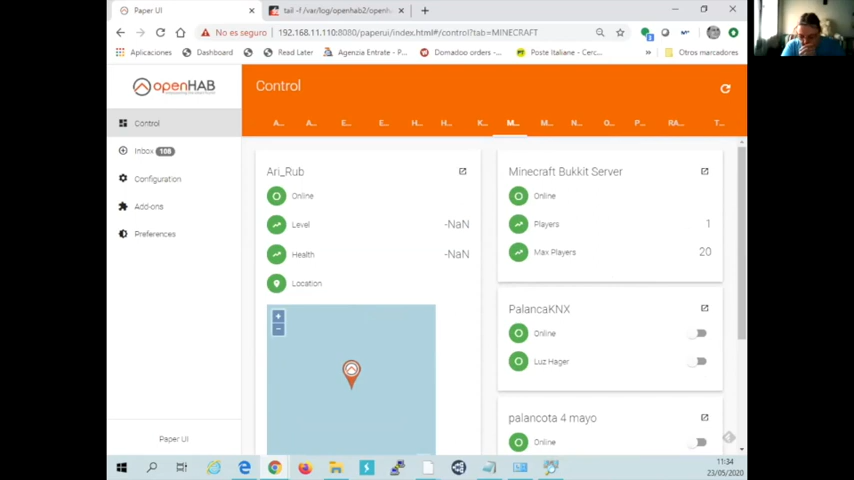 Paper UI
tail -f /var/log/openhab2/openh
No es seguro
192.168.11.110:8080/paperui/index.html#/control?tab=MINECRAFT
Aplicaciones
Dashboard
Read Later
Agenzia Entrate - P...
Domadoo orders -...
Poste Italiane - Cerc...
»
Otros marcadores
openHAB
Control
Inbox 108
Configuration
Add-ons
Preferences
Paper UI
Control
A...
A...
E...
E...
H...
H...
K...
M...
M...
N...
O...
P...
RA...
T...
Ari_Rub
Online
Level -NaN
Health -NaN
Location
+
−
Minecraft Bukkit Server
Online
Players 1
Max Players 20
PalancaKNX
Online
Luz Hager
palancota 4 mayo
Online
11:34
23/05/2020